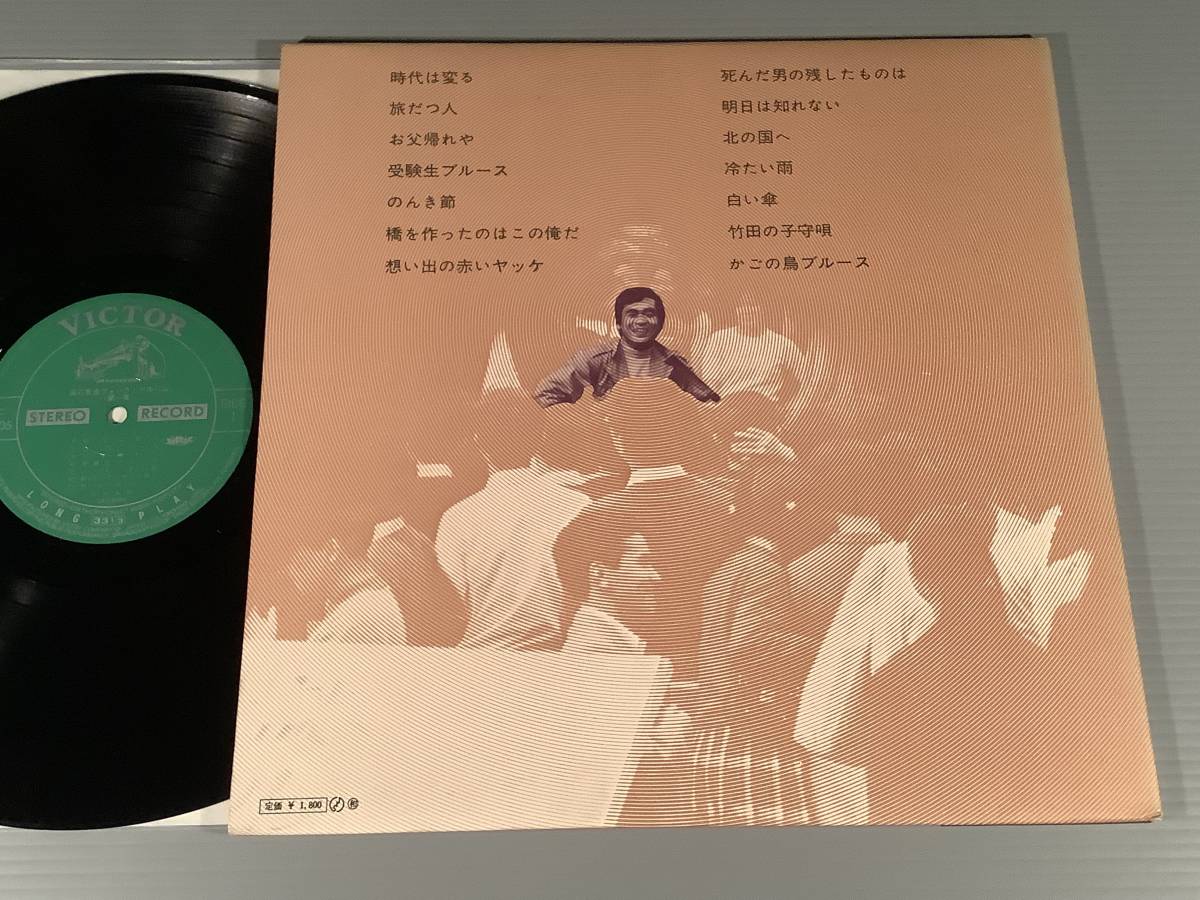 時代は変る
旅だつ人
お父帰れや
受験生ブルース
のんき節
橋を作ったのはこの俺だ
想い出の赤いヤッケ
死んだ男の残したものは
明日は知れない
北の国へ
冷たい雨
白い傘
竹田の子守唄
かごの鳥ブルース
VICTOR
STEREO
RECORD
LONG 33⅓ PLAY
定価 ¥ 1,800